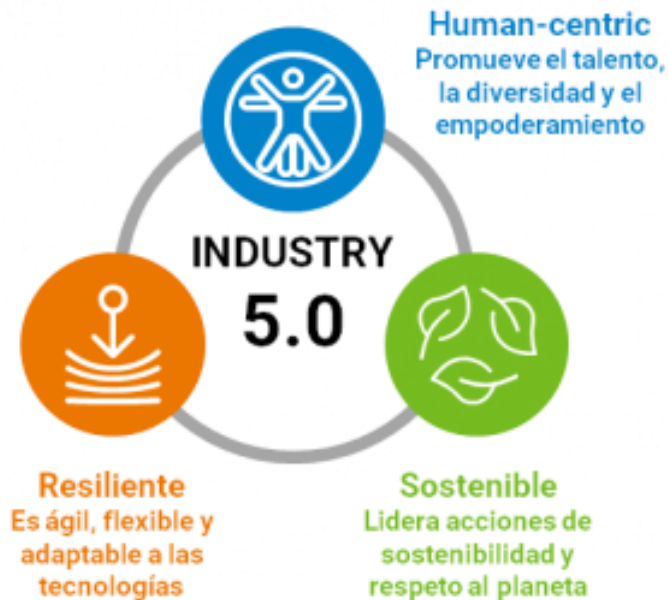 Human-centric
Promueve el talento,
la diversidad y el
empoderamiento
INDUSTRY
5.0
Resiliente
Es ágil, flexible y
adaptable a las
tecnologías
Sostenible
Lidera acciones de
sostenibilidad y
respeto al planeta